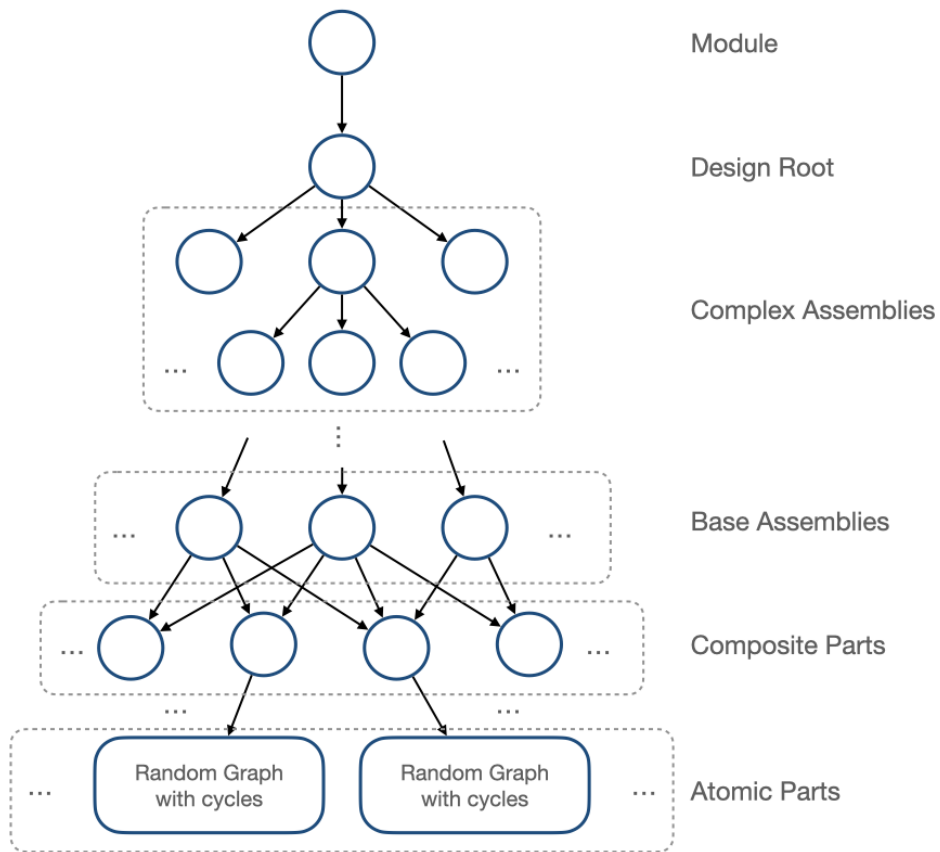 Module
Design Root
Complex Assemblies
... ...
⋮
Base Assemblies
... ...
Composite Parts
... ...
... ...
Random Graph
with cycles
Random Graph
with cycles
... ...
Atomic Parts